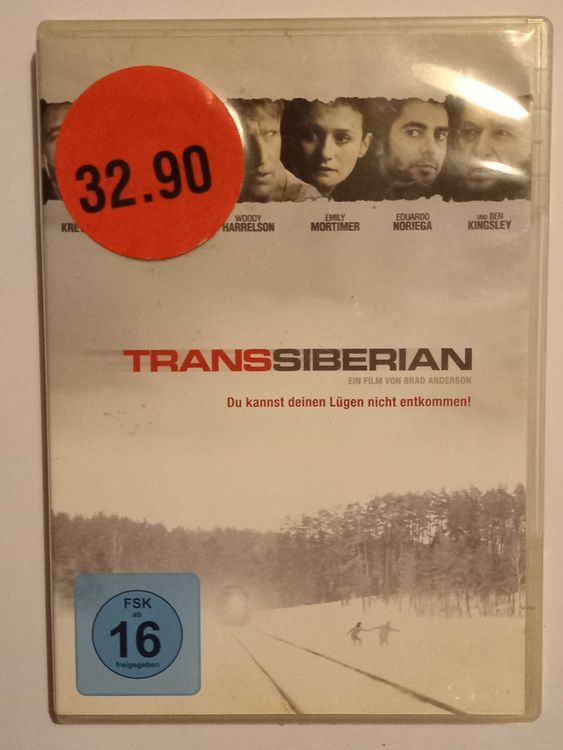 32.90
WOODY
HARRELSON
EMILY
MORTIMER
EDUARDO
NORIEGA
UND BEN
KINGSLEY
TRANSSIBERIAN
EIN FILM VON BRAD ANDERSON
Du kannst deinen Lügen nicht entkommen!
FSK
ab
16
freigegeben